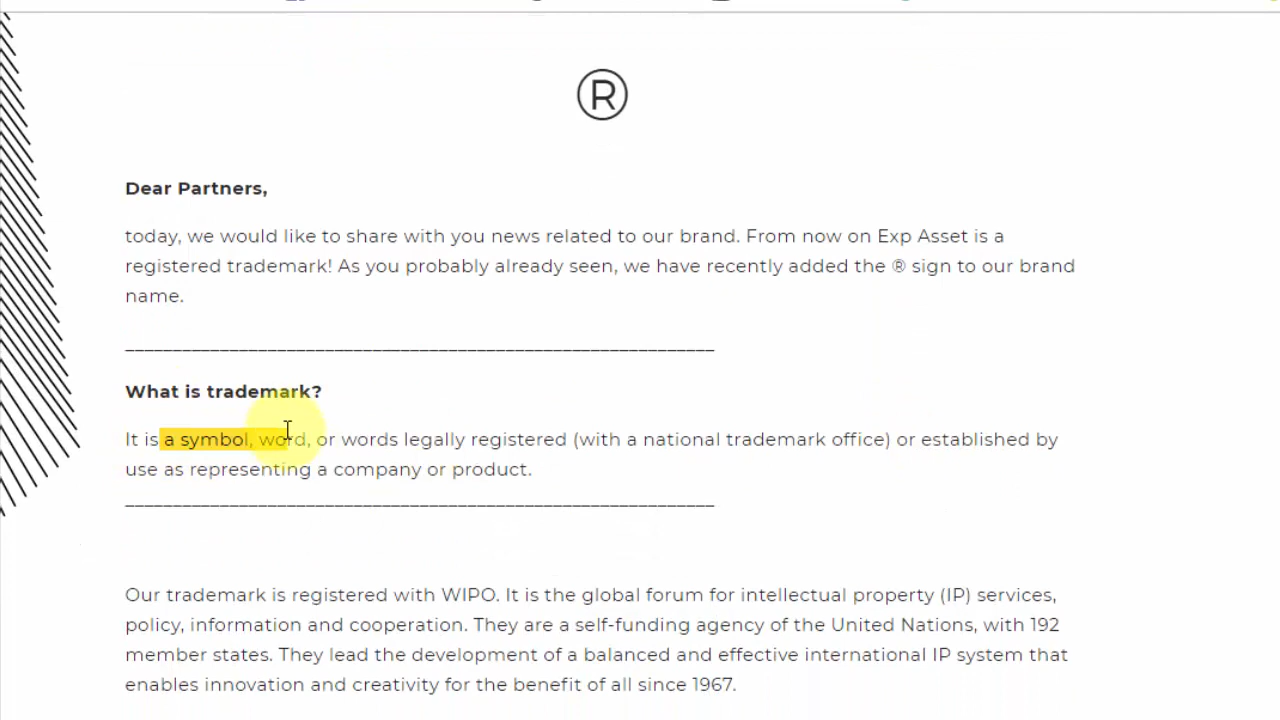 ®
Dear Partners,
today, we would like to share with you news related to our brand. From now on Exp Asset is a
registered trademark! As you probably already seen, we have recently added the ® sign to our brand
name.
______________________________________________________________
What is trademark?
It is a symbol, word, or words legally registered (with a national trademark office) or established by
use as representing a company or product.
______________________________________________________________
Our trademark is registered with WIPO. It is the global forum for intellectual property (IP) services,
policy, information and cooperation. They are a self-funding agency of the United Nations, with 192
member states. They lead the development of a balanced and effective international IP system that
enables innovation and creativity for the benefit of all since 1967.